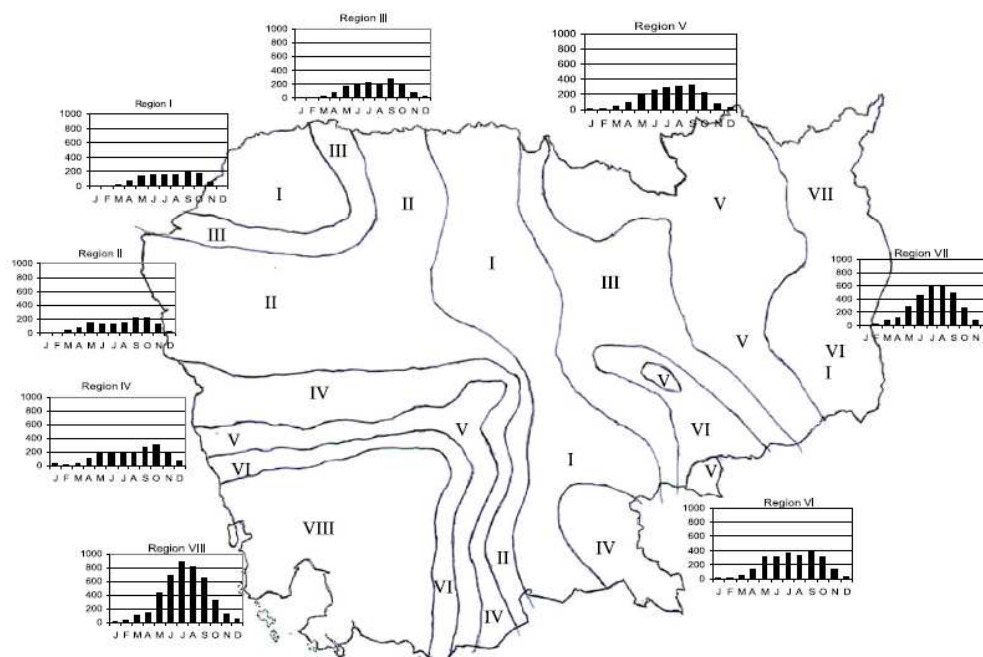 Region III
1000
800
600
400
200
0
J F M A M J J A S O N D
Region V
1000
800
600
400
200
0
J F M A M J J A S O N D
Region I
1000
800
600
400
200
0
J F M A M J J A S O N D
III
I
II
V
VII
III
Region II
1000
800
600
400
200
0
J F M A M J J A S O N D
I
II
III
Region VII
1000
800
600
400
200
0
J F M A M J J A S O N
V
VI
I
Region IV
1000
800
600
400
200
0
J F M A M J J A S O N D
IV
V
V
V
VI
VI
I
V
Region VI
1000
800
600
400
200
0
J F M A M J J A S O N D
Region VIII
1000
800
600
400
200
0
J F M A M J J A S O N D
VIII
VI
II
IV
IV